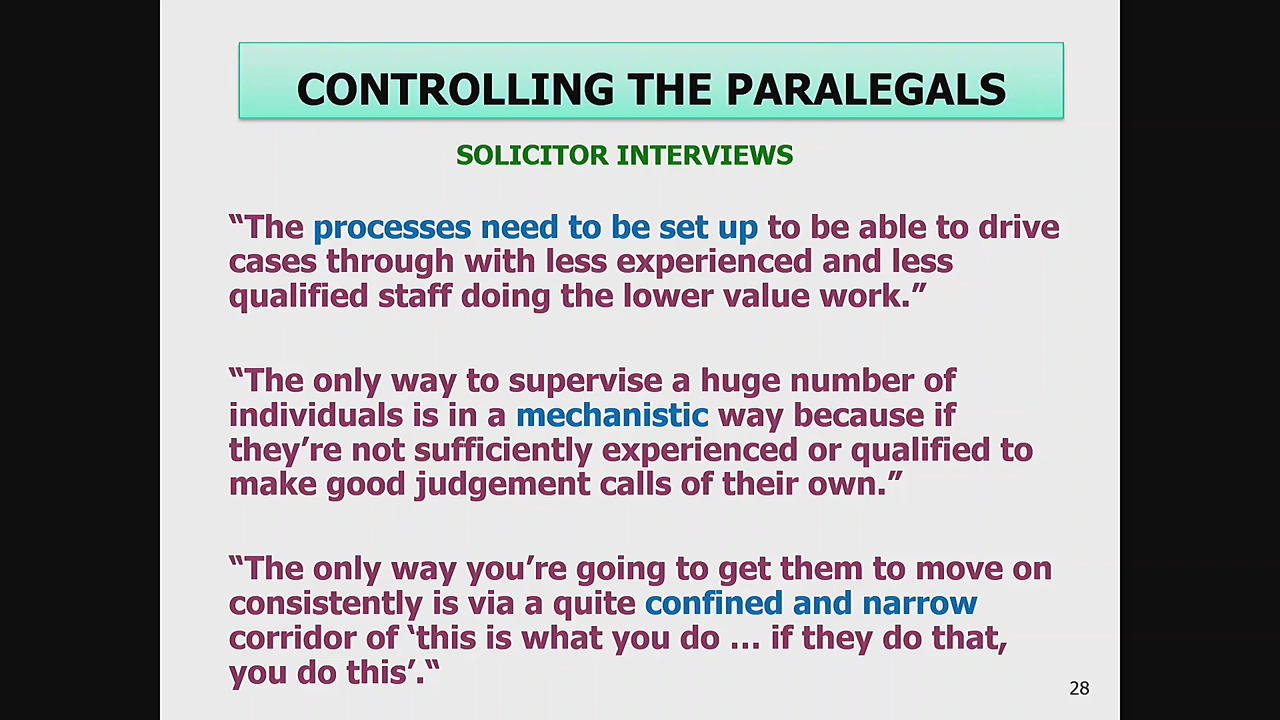 CONTROLLING THE PARALEGALS
SOLICITOR INTERVIEWS
“The processes need to be set up to be able to drive
cases through with less experienced and less
qualified staff doing the lower value work.”
“The only way to supervise a huge number of
individuals is in a mechanistic way because if
they’re not sufficiently experienced or qualified to
make good judgement calls of their own.”
“The only way you’re going to get them to move on
consistently is via a quite confined and narrow
corridor of ‘this is what you do … if they do that,
you do this’.“
28